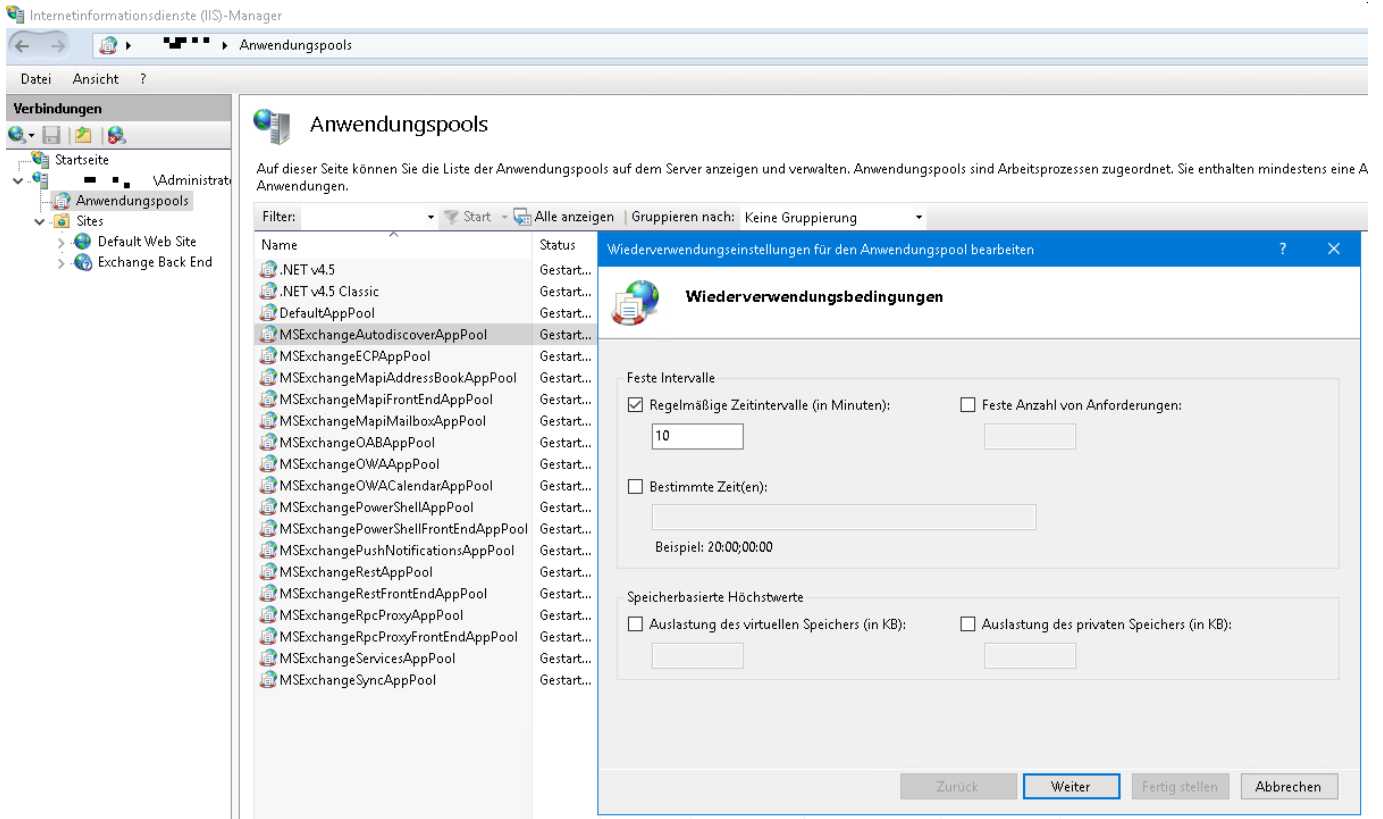 Internetinformationsdienste (IIS)-Manager
Anwendungspools
Datei Ansicht ?
Verbindungen
Startseite
\Administrato
Anwendungspools
Sites
Default Web Site
Exchange Back End
Anwendungspools
Auf dieser Seite können Sie die Liste der Anwendungspools auf dem Server anzeigen und verwalten. Anwendungspools sind Arbeitsprozessen zugeordnet. Sie enthalten mindestens eine A
Anwendungen.
Filter: Start Alle anzeigen Gruppieren nach: Keine Gruppierung
Name Status
.NET v4.5 Gestart...
.NET v4.5 Classic Gestart...
DefaultAppPool Gestart...
MSExchangeAutodiscoverAppPool Gestart...
MSExchangeECPAppPool Gestart...
MSExchangeMapiAddressBookAppPool Gestart...
MSExchangeMapiFrontEndAppPool Gestart...
MSExchangeMapiMailboxAppPool Gestart...
MSExchangeOABAppPool Gestart...
MSExchangeOWAAppPool Gestart...
MSExchangeOWACalendarAppPool Gestart...
MSExchangePowerShellAppPool Gestart...
MSExchangePowerShellFrontEndAppPool Gestart...
MSExchangePushNotificationsAppPool Gestart...
MSExchangeRestAppPool Gestart...
MSExchangeRestFrontEndAppPool Gestart...
MSExchangeRpcProxyAppPool Gestart...
MSExchangeRpcProxyFrontEndAppPool Gestart...
MSExchangeServicesAppPool Gestart...
MSExchangeSyncAppPool Gestart...
Wiederverwendungseinstellungen für den Anwendungspool bearbeiten ?
Wiederverwendungsbedingungen
Feste Intervalle
Regelmäßige Zeitintervalle (in Minuten): Feste Anzahl von Anforderungen:
10
Bestimmte Zeit(en):
Beispiel: 20:00;00:00
Speicherbasierte Höchstwerte
Auslastung des virtuellen Speichers (in KB): Auslastung des privaten Speichers (in KB):
Zurück Weiter Fertig stellen Abbrechen